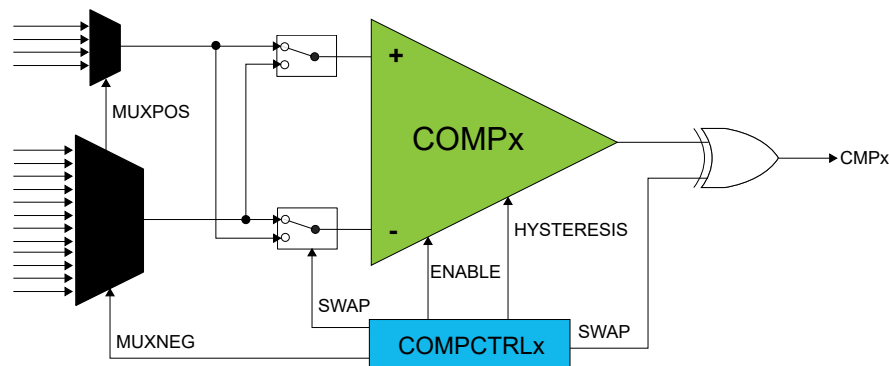 MUXPOS
+
COMPx
CMPx
-
HYSTERESIS
ENABLE
SWAP
SWAP
MUXNEG
COMPCTRLx